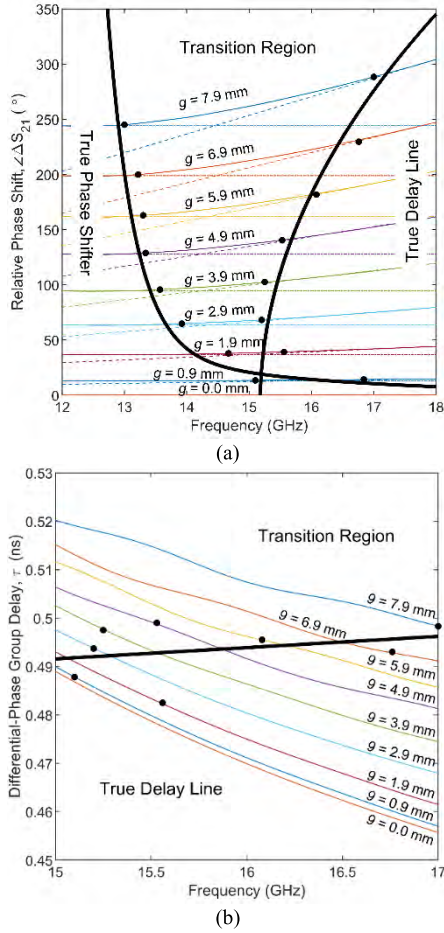 350
300
250
200
150
100
50
0
Relative Phase Shift, ∠ΔS21 (°)
Transition Region
True Phase Shifter
True Delay Line
g = 7.9 mm
g = 6.9 mm
g = 5.9 mm
g = 4.9 mm
g = 3.9 mm
g = 2.9 mm
g = 1.9 mm
g = 0.9 mm
g = 0.0 mm
12 13 14 15 16 17 18
Frequency (GHz)
(a)
0.53
0.52
0.51
0.5
0.49
0.48
0.47
0.46
0.45
Differential-Phase Group Delay, τ (ns)
Transition Region
g = 7.9 mm
g = 6.9 mm
g = 5.9 mm
g = 4.9 mm
g = 3.9 mm
g = 2.9 mm
g = 1.9 mm
g = 0.9 mm
g = 0.0 mm
True Delay Line
15 15.5 16 16.5 17
Frequency (GHz)
(b)